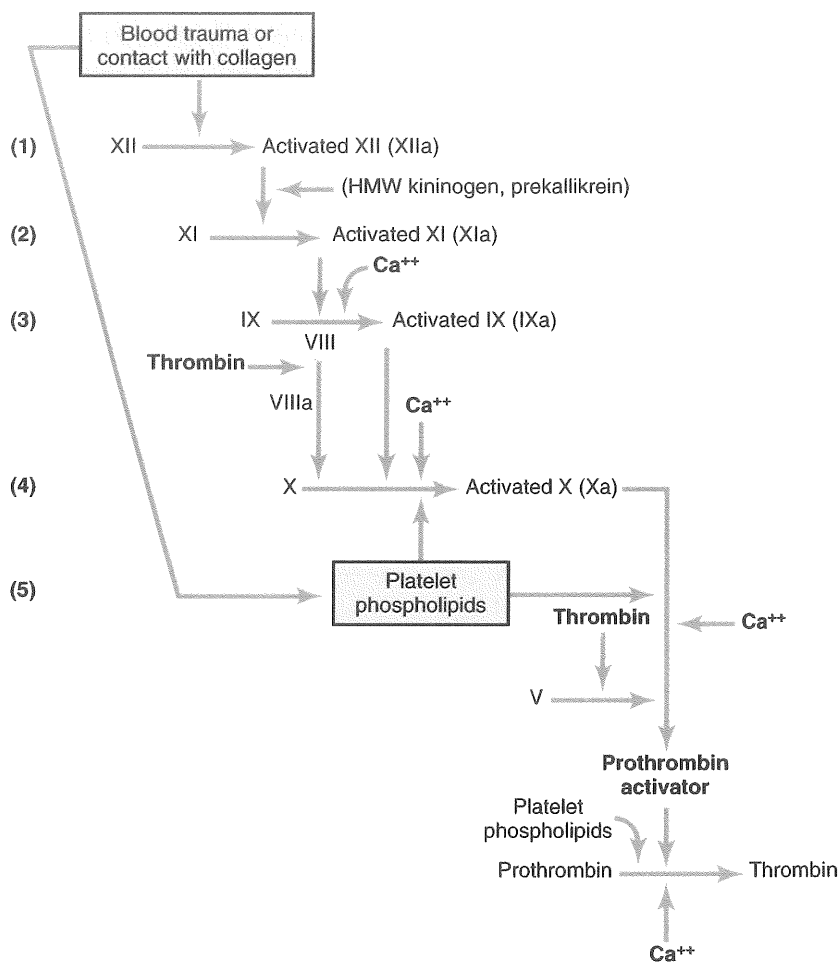 Blood trauma or
contact with collagen
(1)
XII
Activated XII (XIIa)
(HMW kininogen, prekallikrein)
(2)
XI
Activated XI (XIa)
Ca++
(3)
IX
Activated IX (IXa)
VIII
Thrombin
VIIIa
Ca++
(4)
X
Activated X (Xa)
(5)
Platelet
phospholipids
Thrombin
Ca++
V
Prothrombin
activator
Platelet
phospholipids
Prothrombin
Thrombin
Ca++